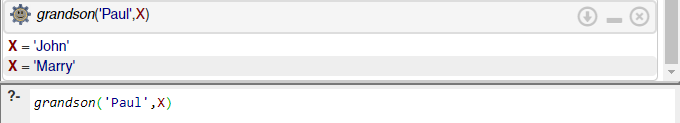 grandson('Paul',X)
X = 'John'
X = 'Marry'
?- grandson('Paul',X)